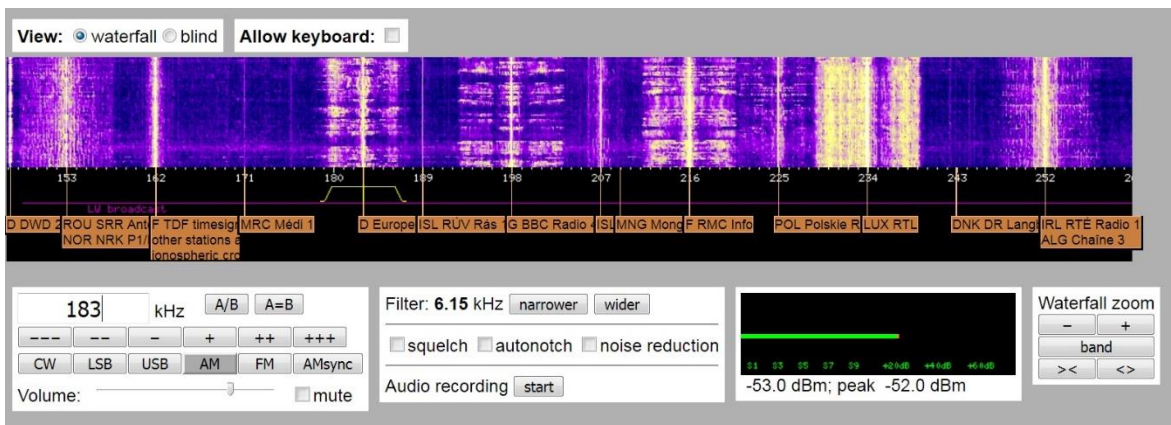 View: waterfall blind Allow keyboard:
153 162 171 180 189 198 207 216 225 234 243 252
LW broadcast
D DWD ROU SRR F TDF timesig MRC Médi 1 D Europe ISL RÚV Rás 1 G BBC Radio ISL MNG Mong F RMC Info POL Polskie R LUX RTL DNK DR Lang IRL RTÉ Radio 1
NOR NRK P1/ other stations a ALG Chaîne 3
ionospheric cro
183 kHz A/B A=B
--- -- - + ++ +++
CW LSB USB AM FM AMsync
Volume: mute
Filter: 6.15 kHz narrower wider
squelch autonotch noise reduction
Audio recording start
S1 S3 S5 S7 S9 +20dB +40dB +60dB
-53.0 dBm; peak -52.0 dBm
Waterfall zoom
- +
band
>< <>